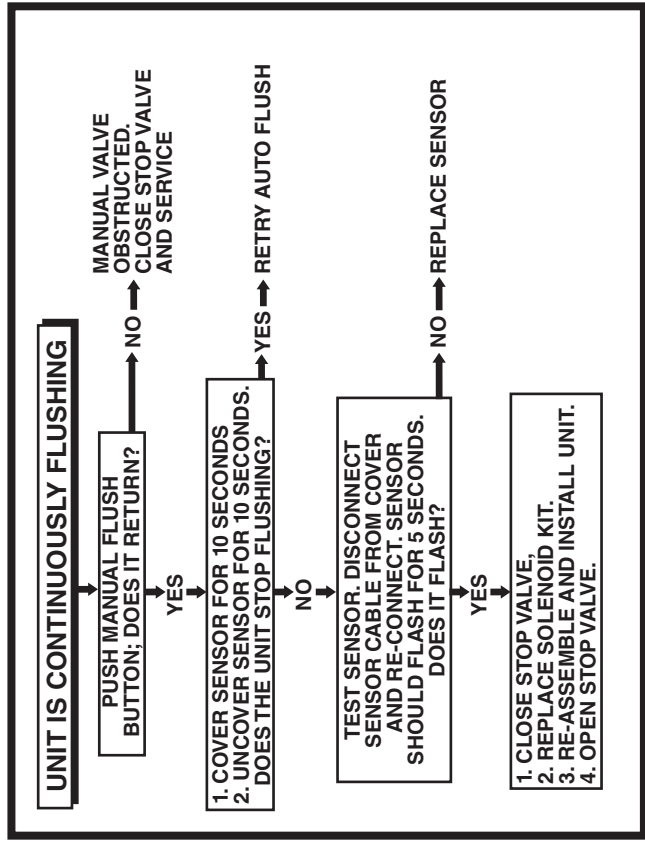 UNIT IS CONTINUOUSLY FLUSHING
PUSH MANUAL FLUSH
BUTTON; DOES IT RETURN?
NO
MANUAL VALVE
OBSTRUCTED.
CLOSE STOP VALVE
AND SERVICE
YES
1. COVER SENSOR FOR 10 SECONDS
2. UNCOVER SENSOR FOR 10 SECONDS.
DOES THE UNIT STOP FLUSHING?
YES
RETRY AUTO FLUSH
NO
TEST SENSOR. DISCONNECT
SENSOR CABLE FROM COVER
AND RE-CONNECT. SENSOR
SHOULD FLASH FOR 5 SECONDS.
DOES IT FLASH?
NO
REPLACE SENSOR
YES
1. CLOSE STOP VALVE,
2. REPLACE SOLENOID KIT.
3. RE-ASSEMBLE AND INSTALL UNIT.
4. OPEN STOP VALVE.